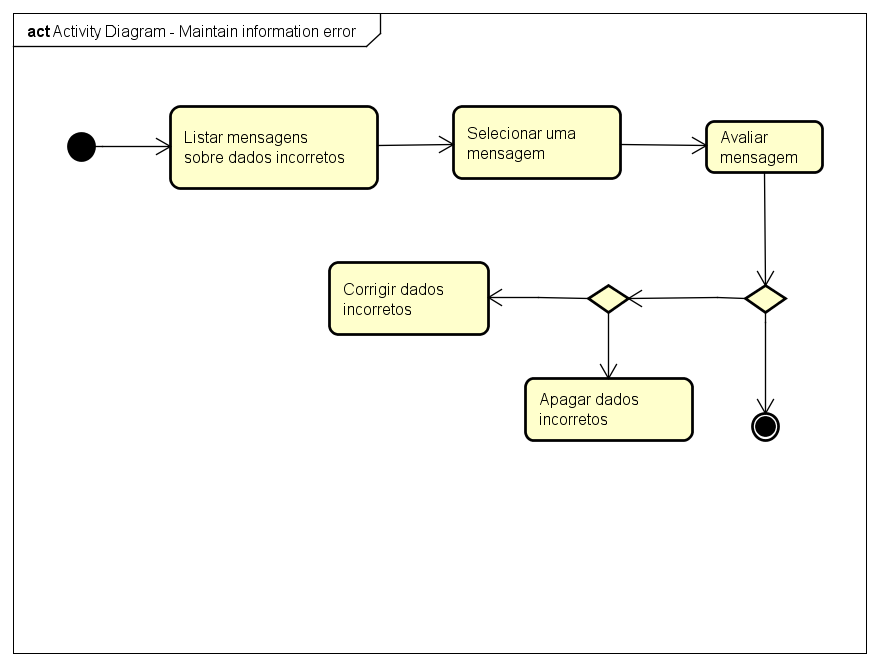 act Activity Diagram - Maintain information error
Listar mensagens
sobre dados incorretos
Selecionar uma
mensagem
Avaliar
mensagem
Corrigir dados
incorretos
Apagar dados
incorretos